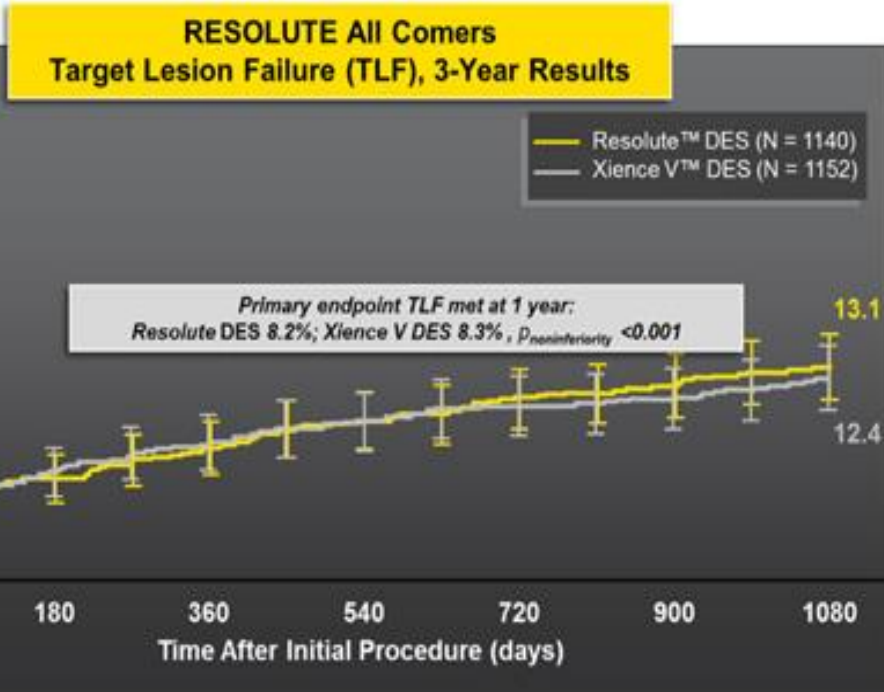 RESOLUTE All Comers
Target Lesion Failure (TLF), 3-Year Results
Resolute™ DES (N = 1140)
Xience V™ DES (N = 1152)
Primary endpoint TLF met at 1 year:
Resolute DES 8.2%; Xience V DES 8.3% , pnoninferiority <0.001
13.1
12.4
180 360 540 720 900 1080
Time After Initial Procedure (days)